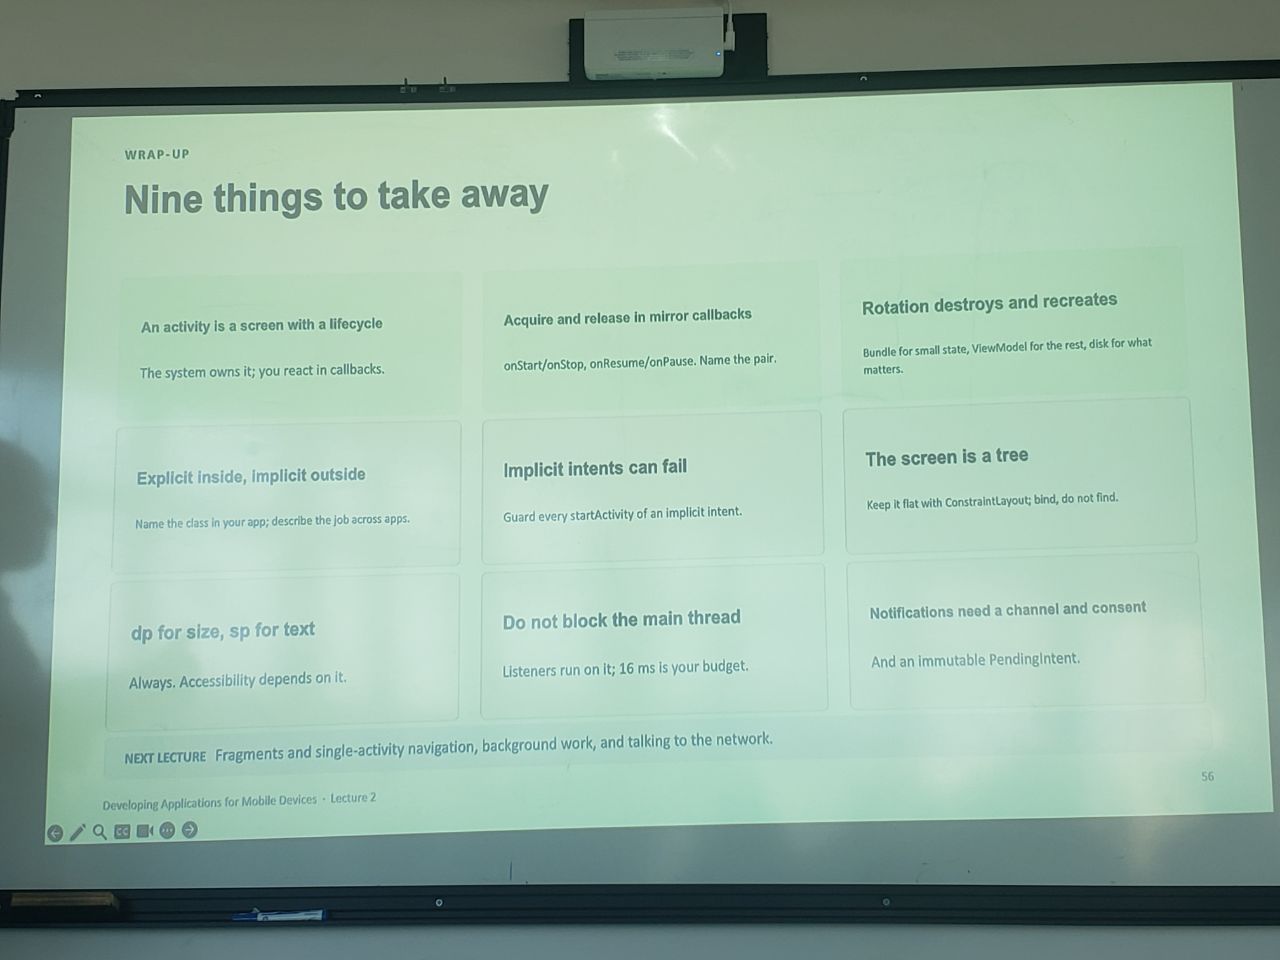 WRAP-UP
Nine things to take away
An activity is a screen with a lifecycle
The system owns it; you react in callbacks.
Acquire and release in mirror callbacks
onStart/onStop, onResume/onPause. Name the pair.
Rotation destroys and recreates
Bundle for small state, ViewModel for the rest, disk for what
matters.
Explicit inside, implicit outside
Name the class in your app; describe the job across apps.
Implicit intents can fail
Guard every startActivity of an implicit intent.
The screen is a tree
Keep it flat with ConstraintLayout; bind, do not find.
dp for size, sp for text
Always. Accessibility depends on it.
Do not block the main thread
Listeners run on it; 16 ms is your budget.
Notifications need a channel and consent
And an immutable PendingIntent.
NEXT LECTURE Fragments and single-activity navigation, background work, and talking to the network.
56
Developing Applications for Mobile Devices · Lecture 2
CC